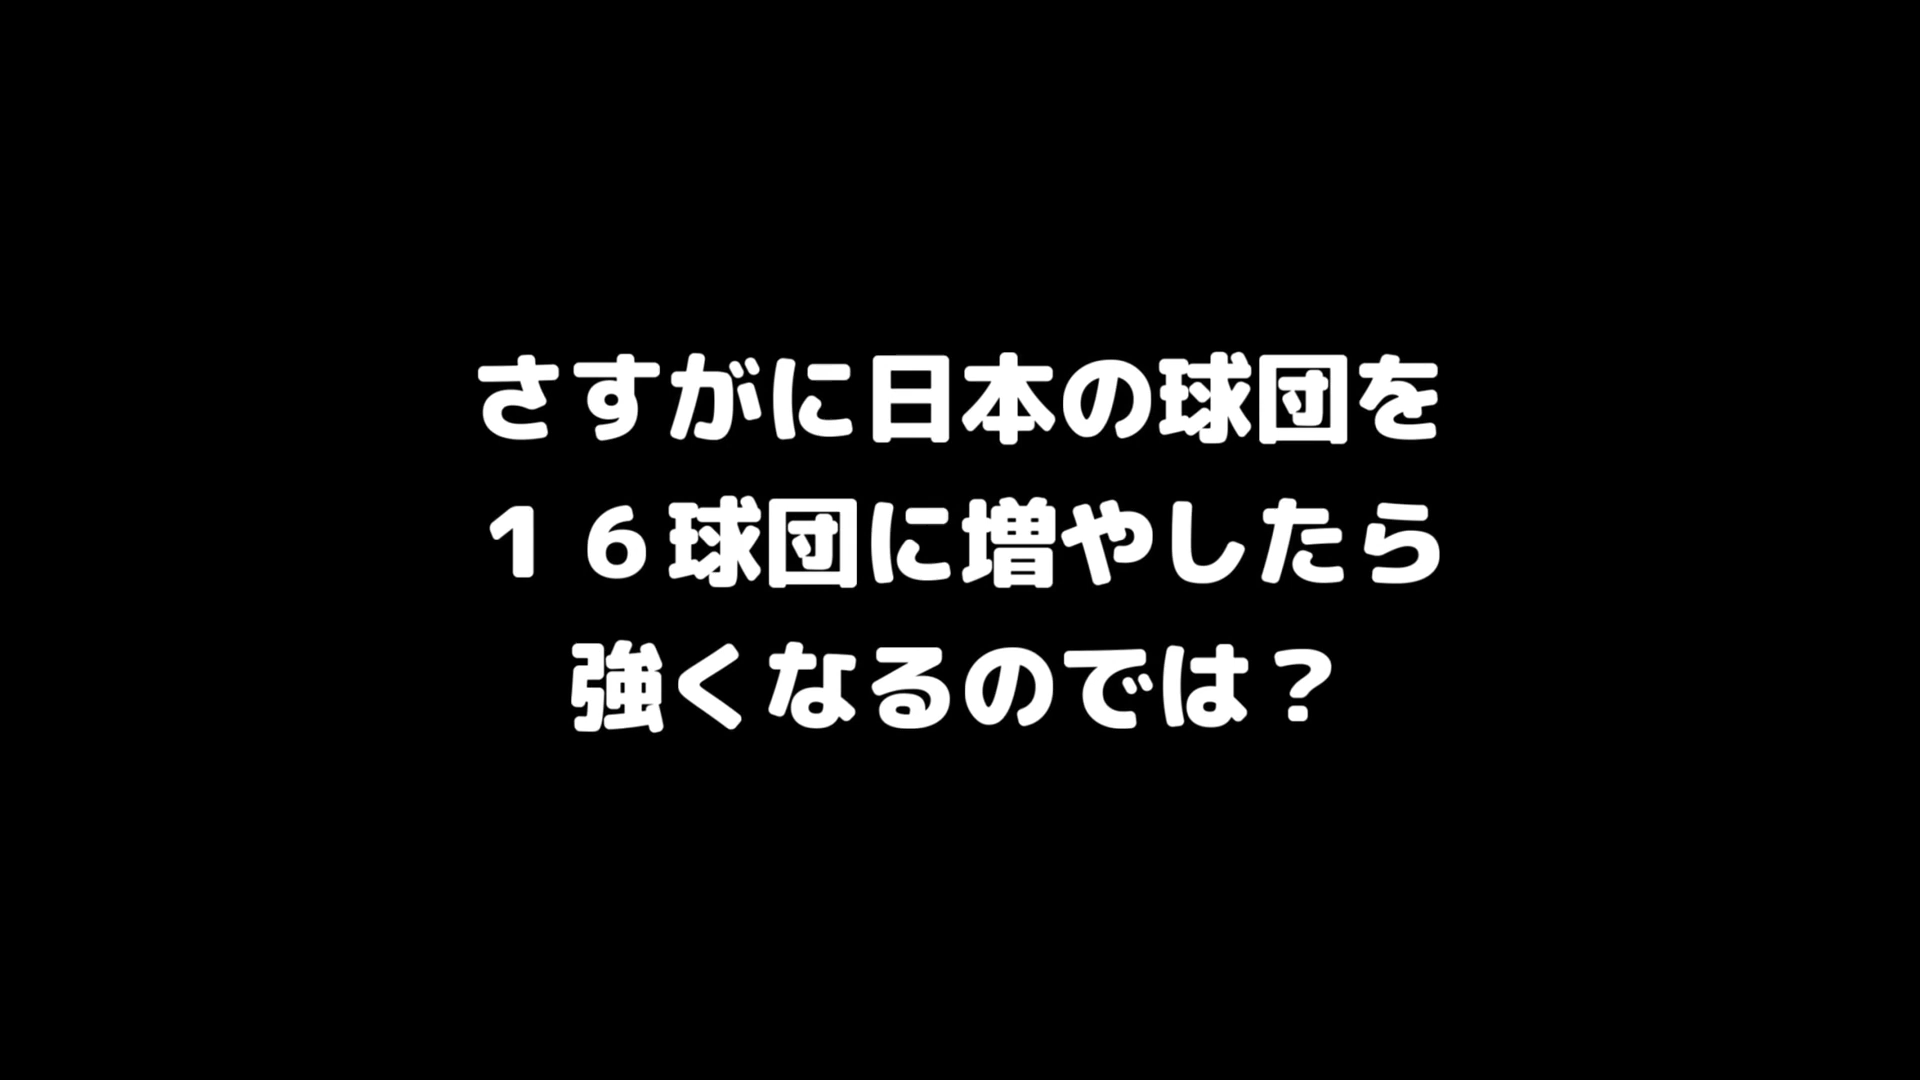 さすがに日本の球団を
１６球団に増やしたら
強くなるのでは？